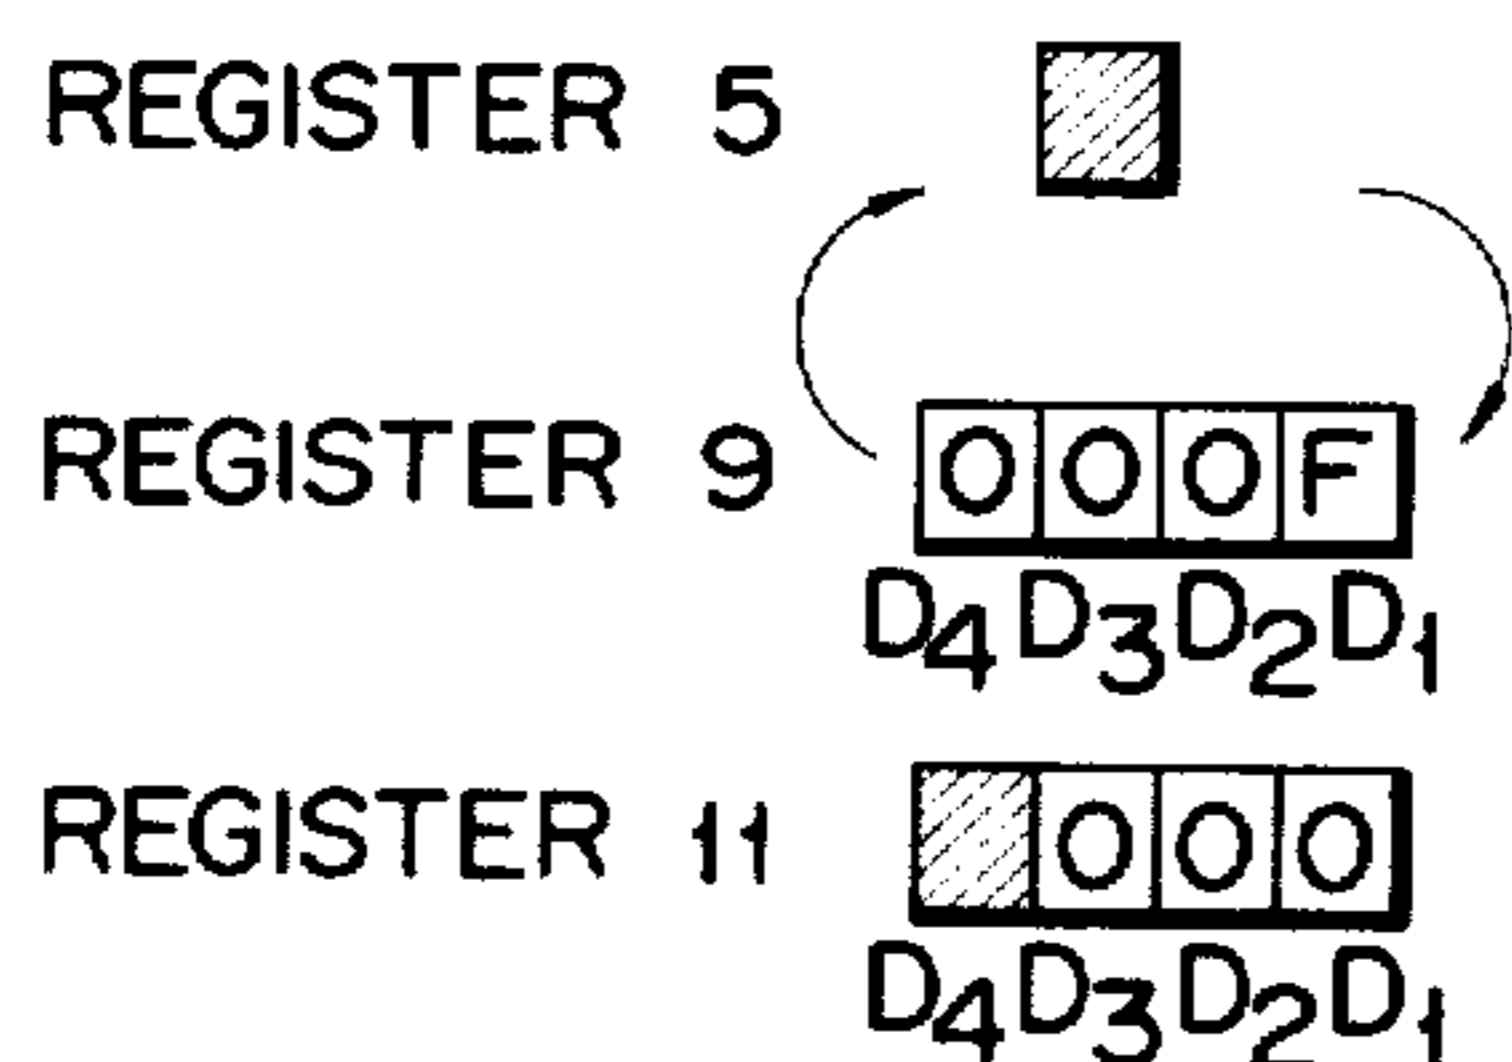 REGISTER 5
REGISTER 9 0 0 0 F
D4 D3 D2 D1
REGISTER 11 0 0 0
D4 D3 D2 D1